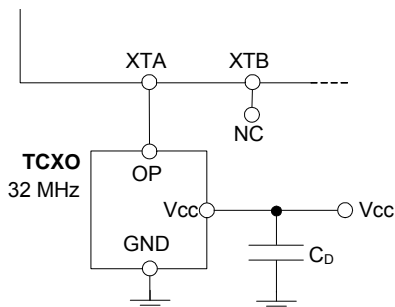 XTA
XTB
NC
TCXO
32 MHz
OP
Vcc
Vcc
GND
CD